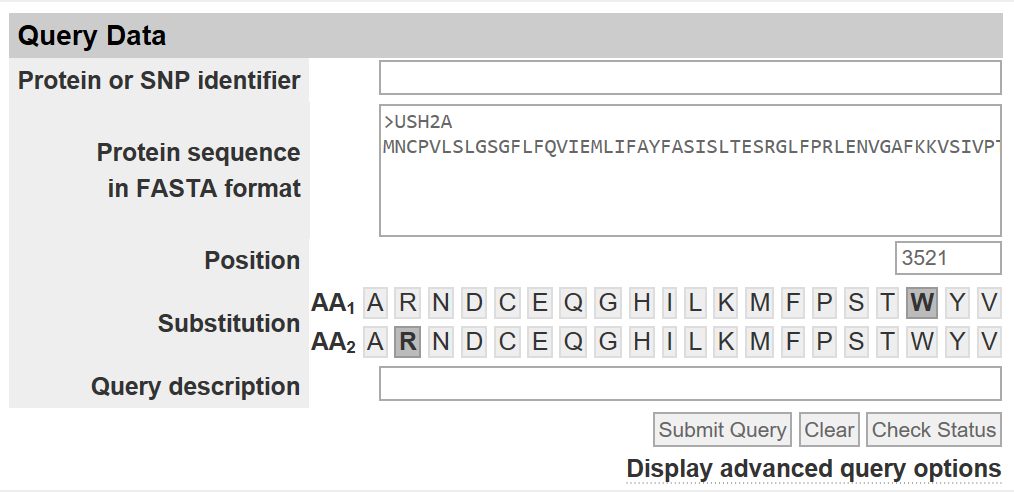 Query Data
Protein or SNP identifier
Protein sequence
in FASTA format
>USH2A
MNCPVLSLGSGFLFQVIEMLIFAYFASISLTESRGLFPRLENVGAFKKVSIVPT
Position
3521
Substitution
AA1 A R N D C E Q G H I L K M F P S T W Y V
AA2 A R N D C E Q G H I L K M F P S T W Y V
Query description
Submit Query Clear Check Status
Display advanced query options